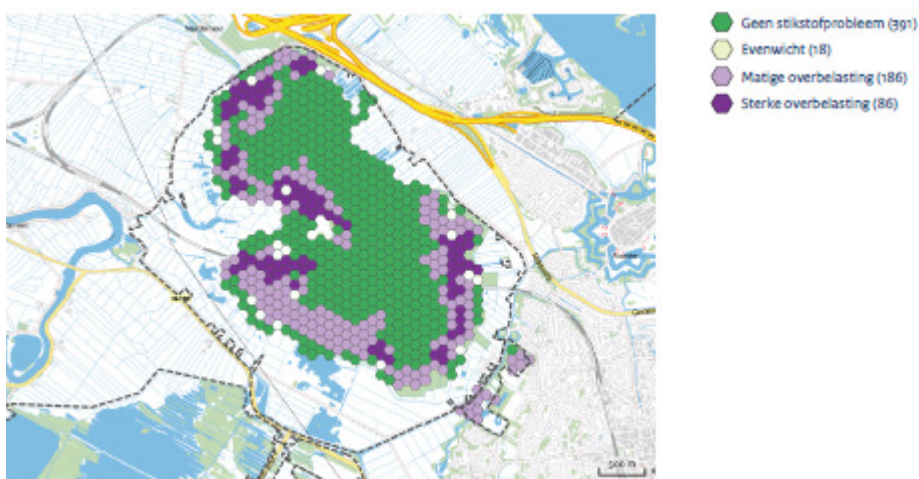 Geen stikstofprobleem (391)
Evenwicht (18)
Matige overbelasting (186)
Sterke overbelasting (86)
500 m